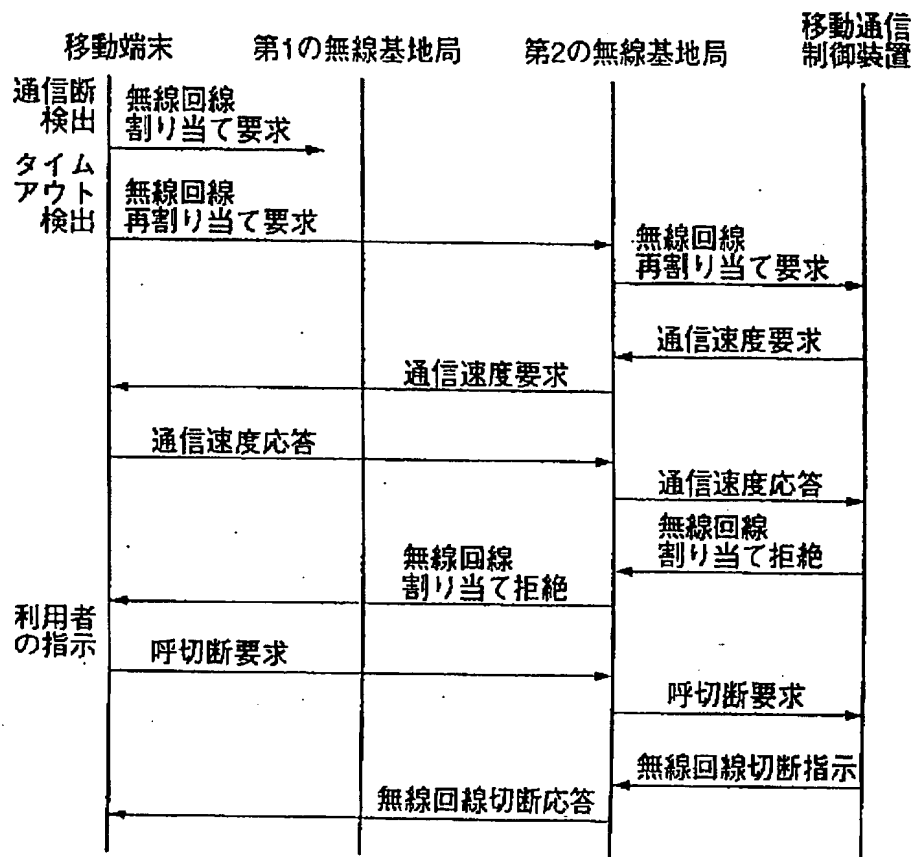 移動端末
第1の無線基地局
第2の無線基地局
移動通信
制御装置
通信断
検出
無線回線
割り当て要求
タイム
アウト
検出
無線回線
再割り当て要求
無線回線
再割り当て要求
通信速度要求
通信速度要求
通信速度応答
通信速度応答
無線回線
割り当て拒絶
無線回線
割り当て拒絶
利用者
の指示
呼切断要求
呼切断要求
無線回線切断指示
無線回線切断応答